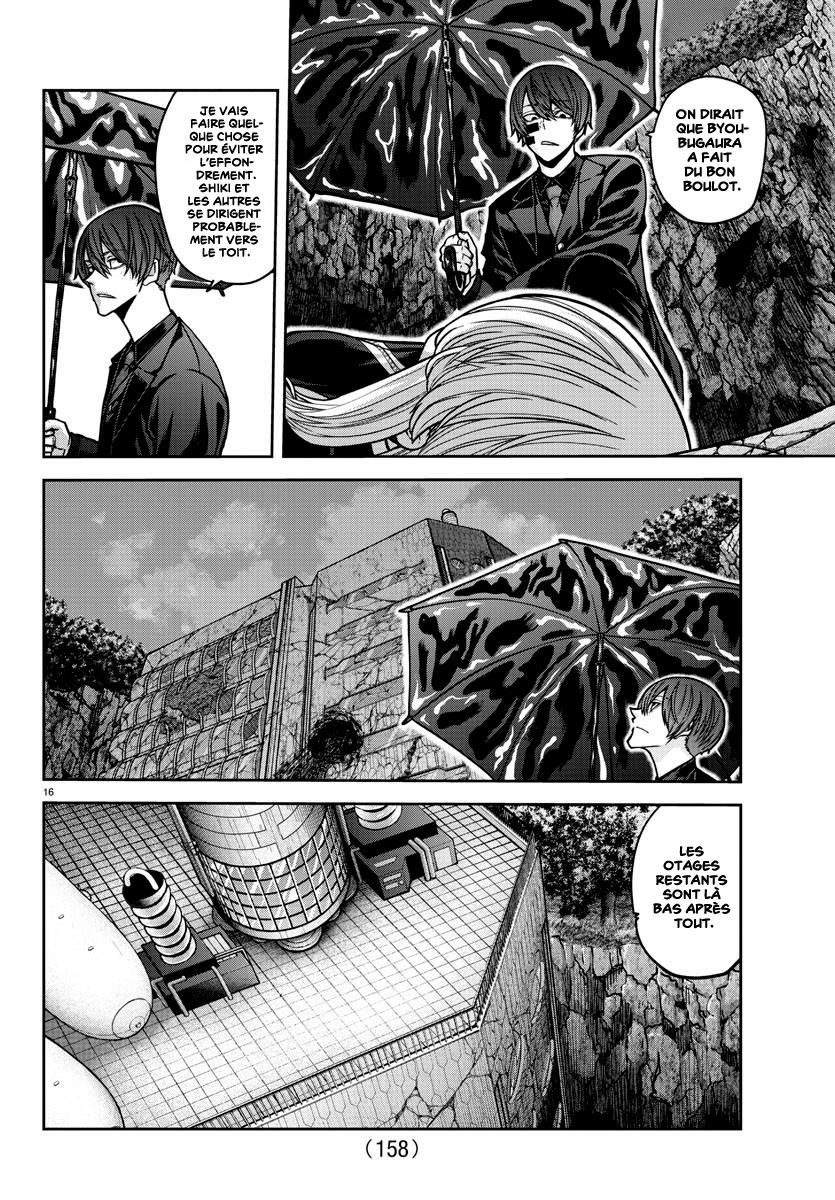 ON DIRAIT
QUE BYOU-
BUGAURA
A FAIT
DU BON
BOULOT.
JE VAIS
FAIRE QUEL-
QUE CHOSE
POUR ÉVITER
L'EFFON-
DREMENT.
SHIKI ET
LES AUTRES
SE DIRIGENT
PROBABLE-
MENT VERS
LE TOIT.
16
LES
OTAGES
RESTANTS
SONT LÀ
BAS APRÈS
TOUT.
(158)